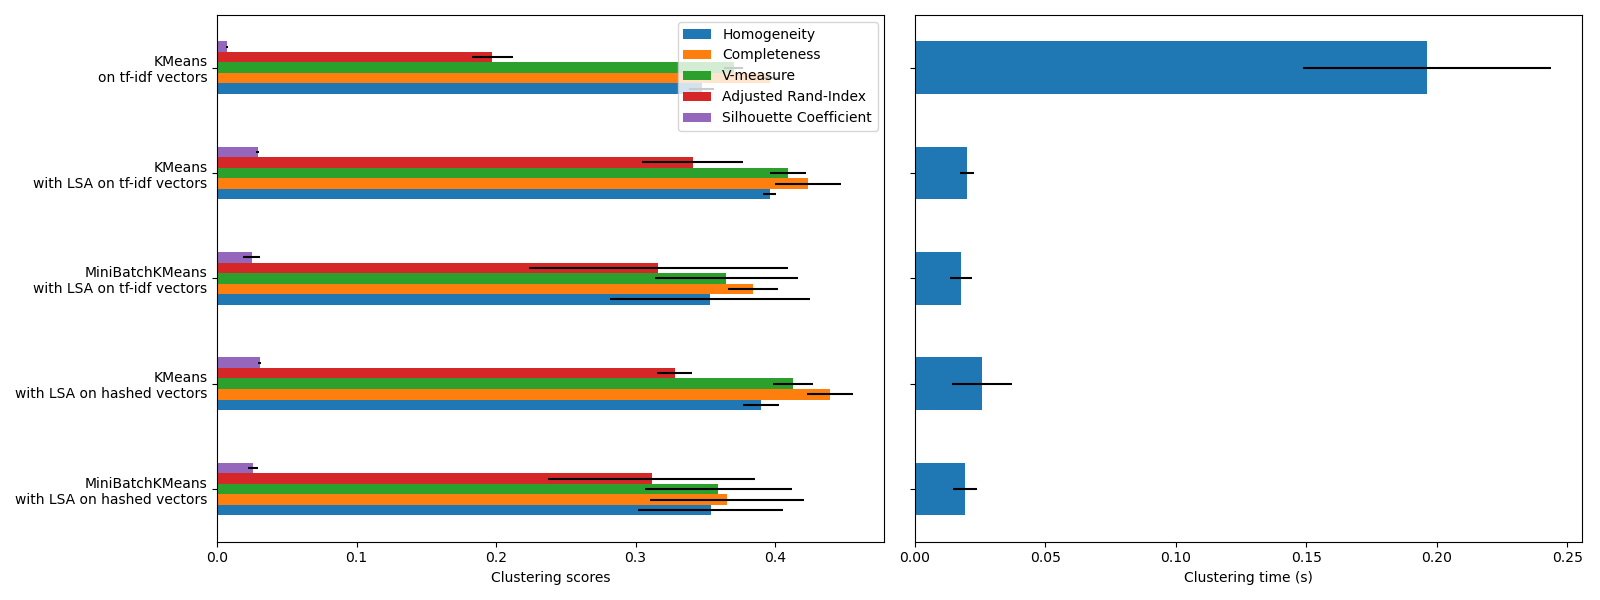 KMeans
on tf-idf vectors
KMeans
with LSA on tf-idf vectors
MiniBatchKMeans
with LSA on tf-idf vectors
KMeans
with LSA on hashed vectors
MiniBatchKMeans
with LSA on hashed vectors
Homogeneity
Completeness
V-measure
Adjusted Rand-Index
Silhouette Coefficient
0.0 0.1 0.2 0.3 0.4
Clustering scores
0.00 0.05 0.10 0.15 0.20 0.25
Clustering time (s)